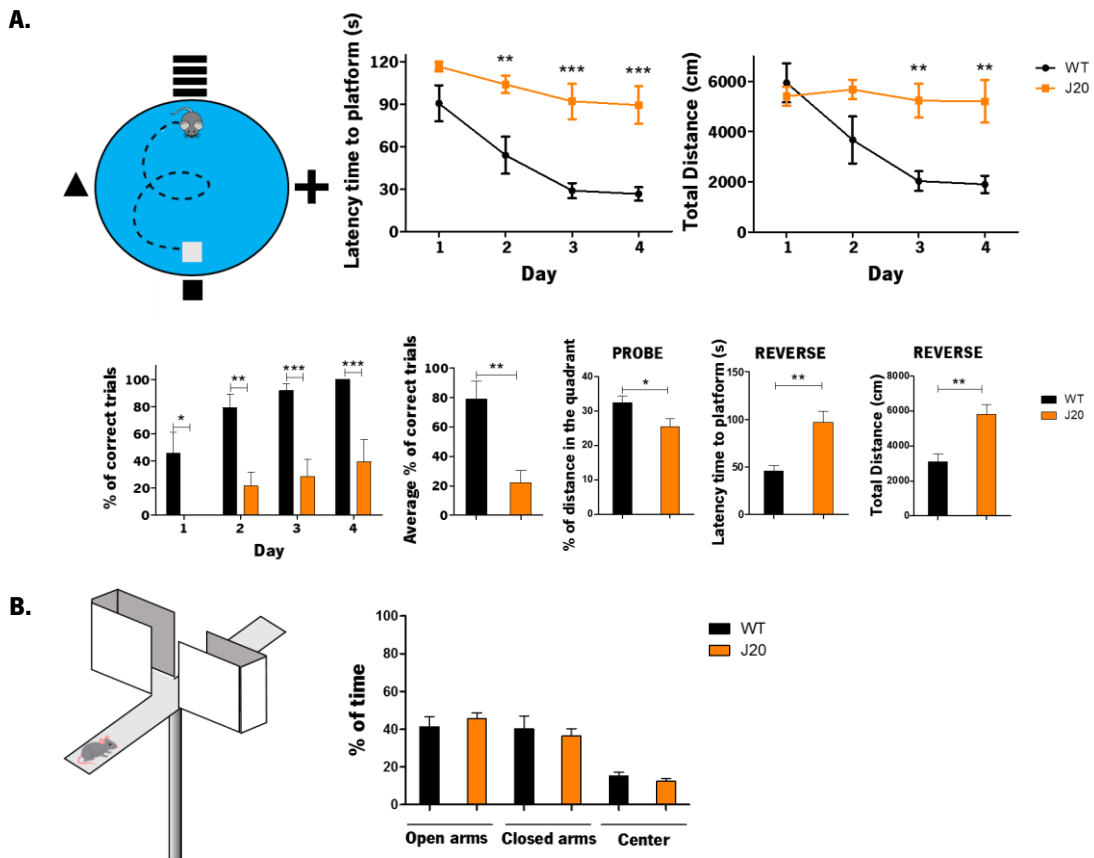 A.
Latency time to platform (s)
120
90
60
30
0
** *** ***
1 2 3 4
Day
Total Distance (cm)
6000
4000
2000
0
** **
1 2 3 4
Day
WT
J20
% of correct trials
100
80
60
40
20
0
* ** *** ***
1 2 3 4
Day
Average % of correct trials
100
80
60
40
20
0
**
PROBE
% of distance in the quadrant
40
30
20
10
0
*
REVERSE
Latency time to platform (s)
150
100
50
0
**
REVERSE
Total Distance (cm)
8000
6000
4000
2000
0
**
WT
J20
B.
% of time
100
80
60
40
20
0
Open arms Closed arms Center
WT
J20